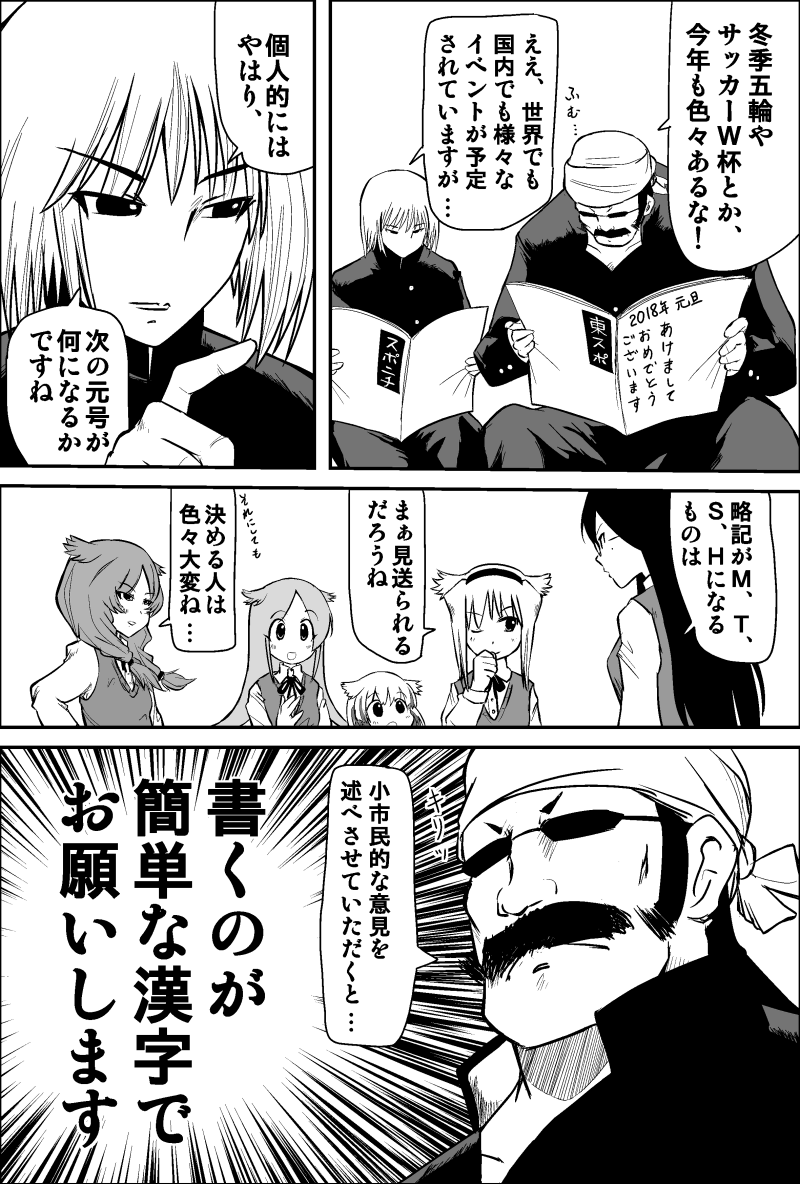 冬季五輪や
サッカーW杯とか、
今年も色々あるな！
ふむ…
ええ、世界でも
国内でも様々な
イベントが予定
されていますが
…
2018年 元旦
あけまして
おめでとう
ございます
東スポ
スポニチ
個人的には
やはり、
次の元号が
何になるか
ですね
略記がM、T、
S、Hになる
ものは
まぁ見送られる
だろうね
それにしても
決める人は
色々大変ね…
キリッ
小市民的な意見を
述べさせていただくと…
書くのが
簡単な漢字で
お願いします